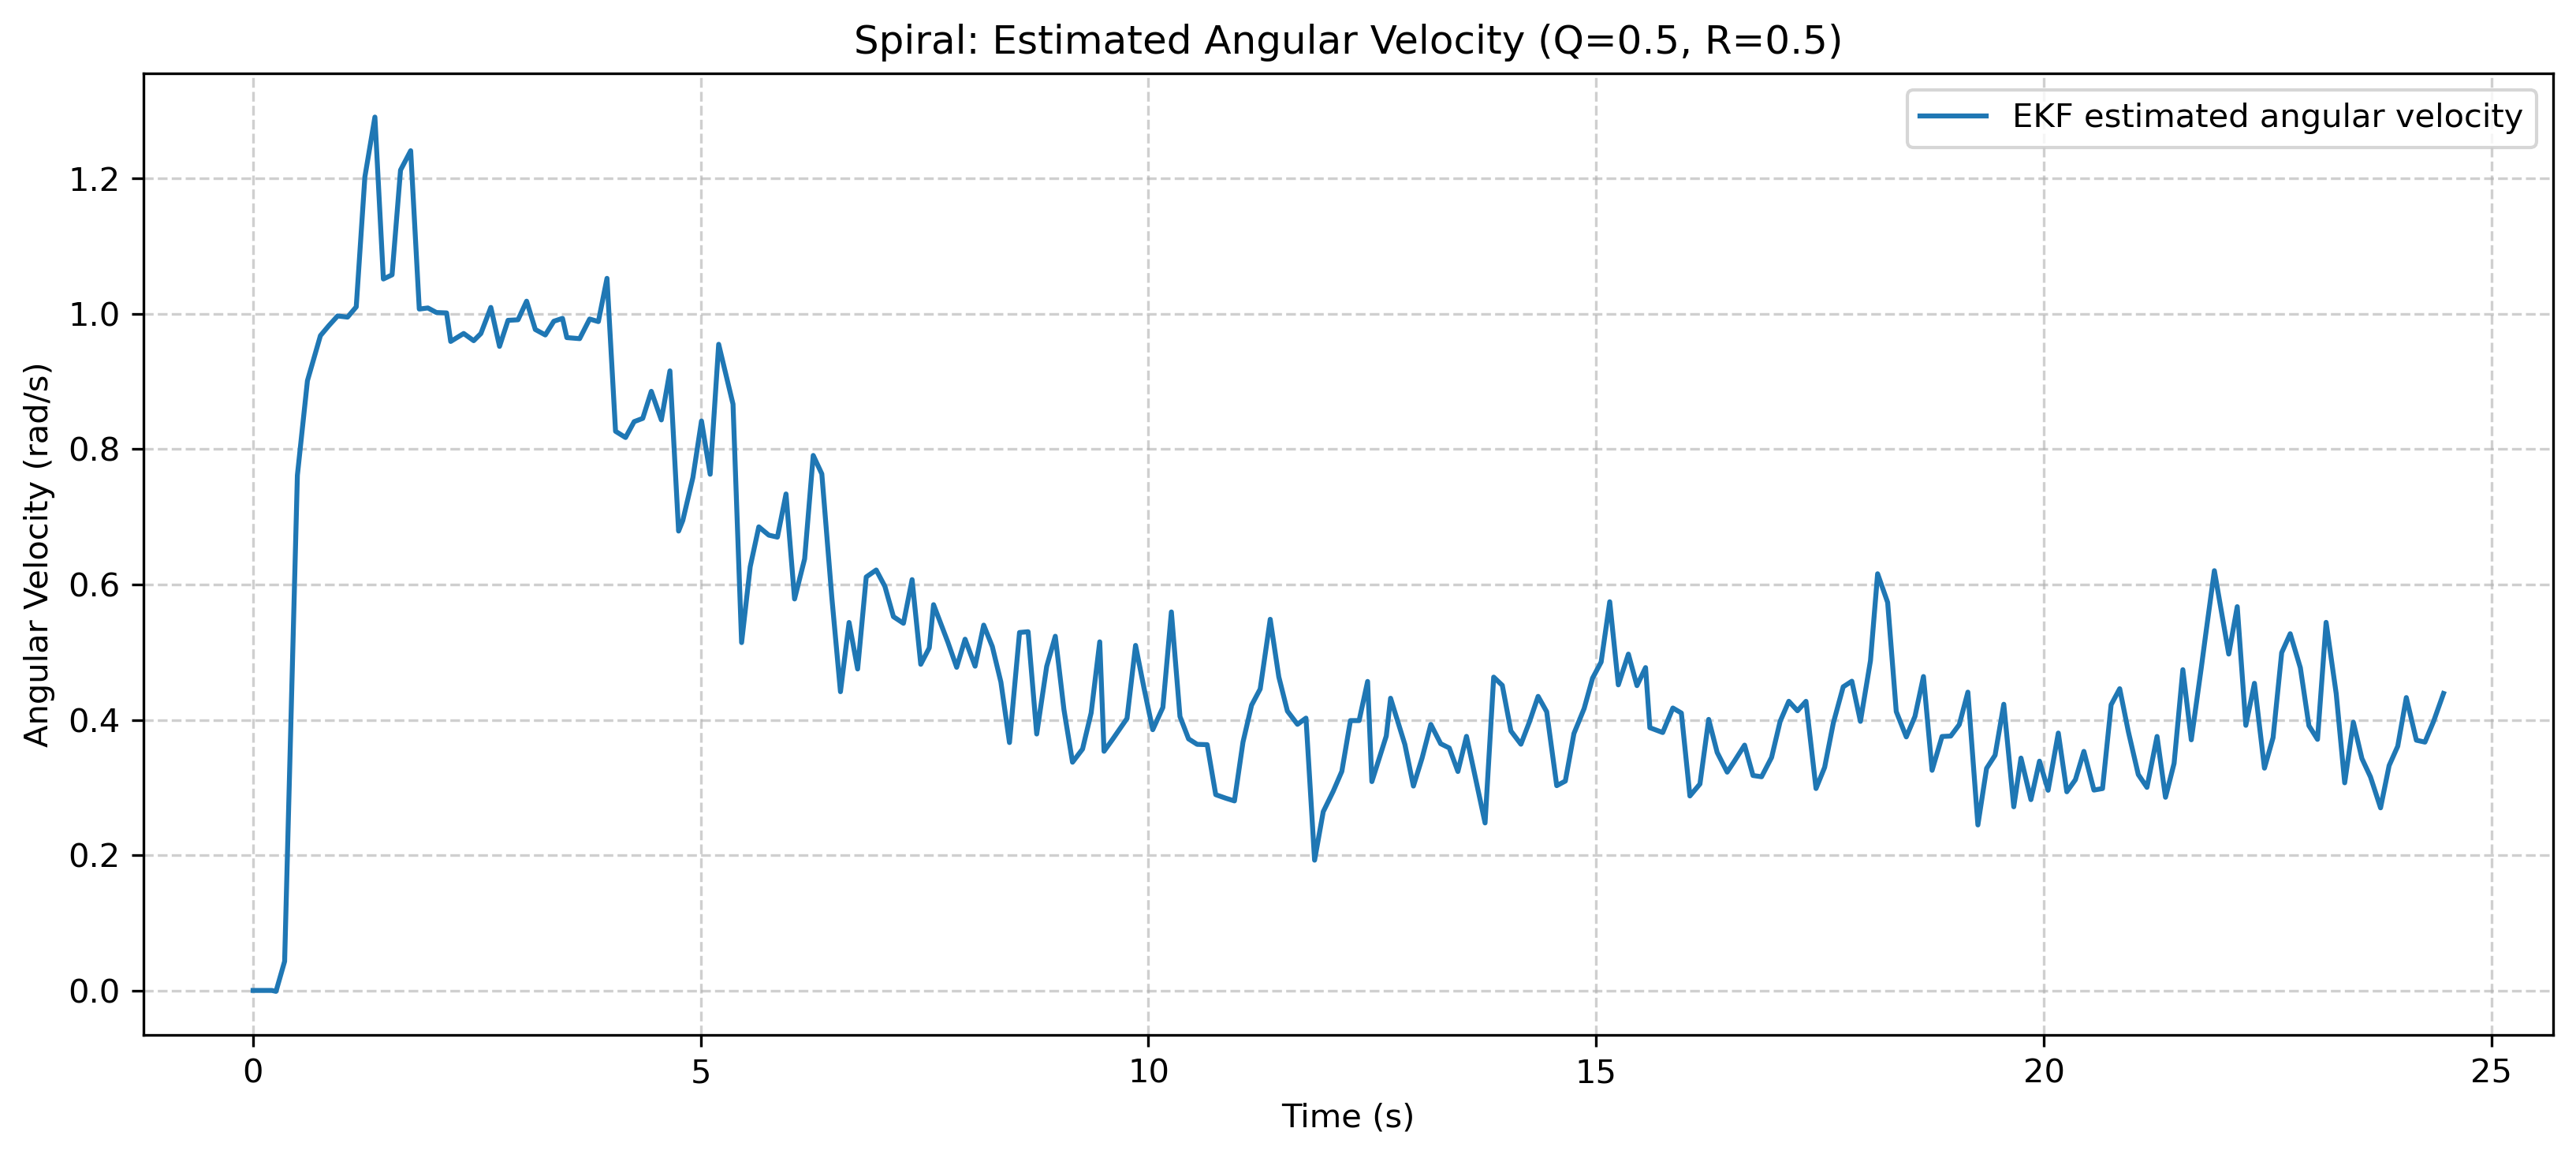 Spiral: Estimated Angular Velocity (Q=0.5, R=0.5)
EKF estimated angular velocity
Angular Velocity (rad/s)
1.2
1.0
0.8
0.6
0.4
0.2
0.0
0 5 10 15 20 25
Time (s)